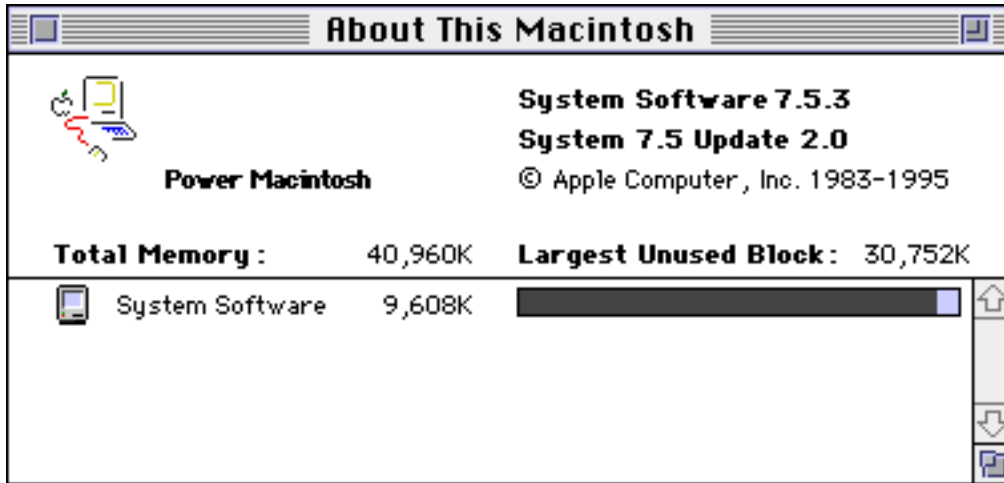 About This Macintosh
System Software 7.5.3
System 7.5 Update 2.0
Power Macintosh © Apple Computer, Inc. 1983-1995
Total Memory : 40,960K Largest Unused Block : 30,752K
System Software 9,608K